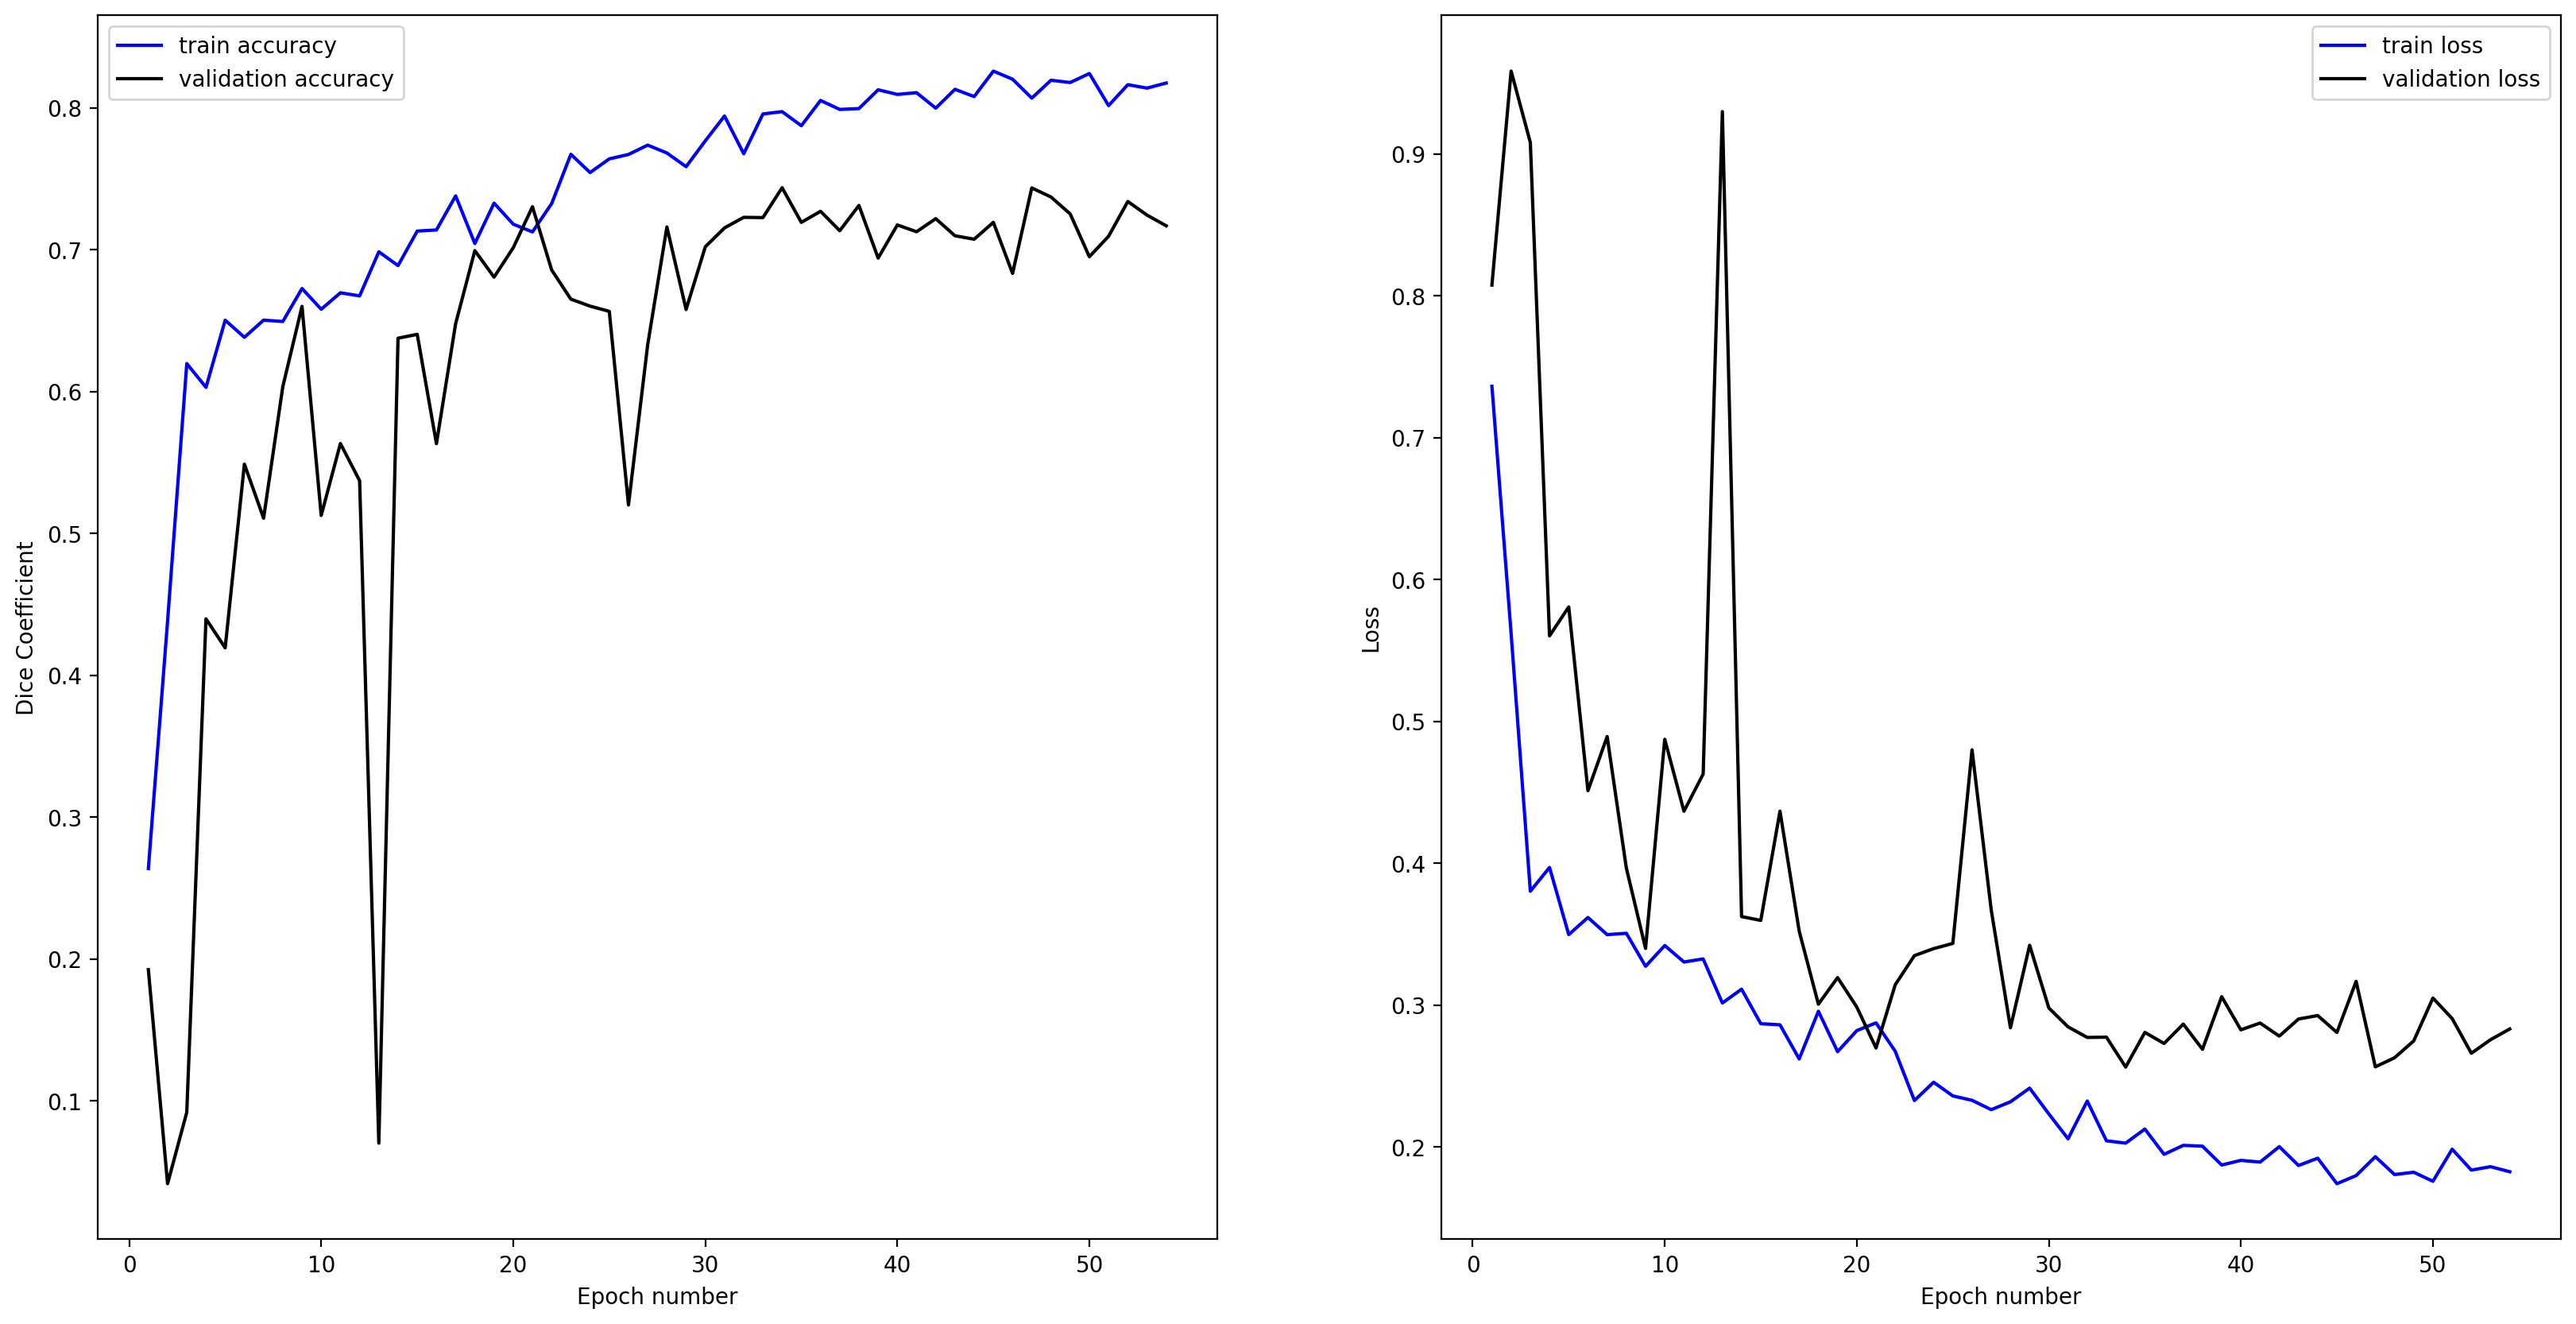 train accuracy
validation accuracy
Dice Coefficient
0.8
0.7
0.6
0.5
0.4
0.3
0.2
0.1
0 10 20 30 40 50
Epoch number
train loss
validation loss
Loss
0.9
0.8
0.7
0.6
0.5
0.4
0.3
0.2
0 10 20 30 40 50
Epoch number